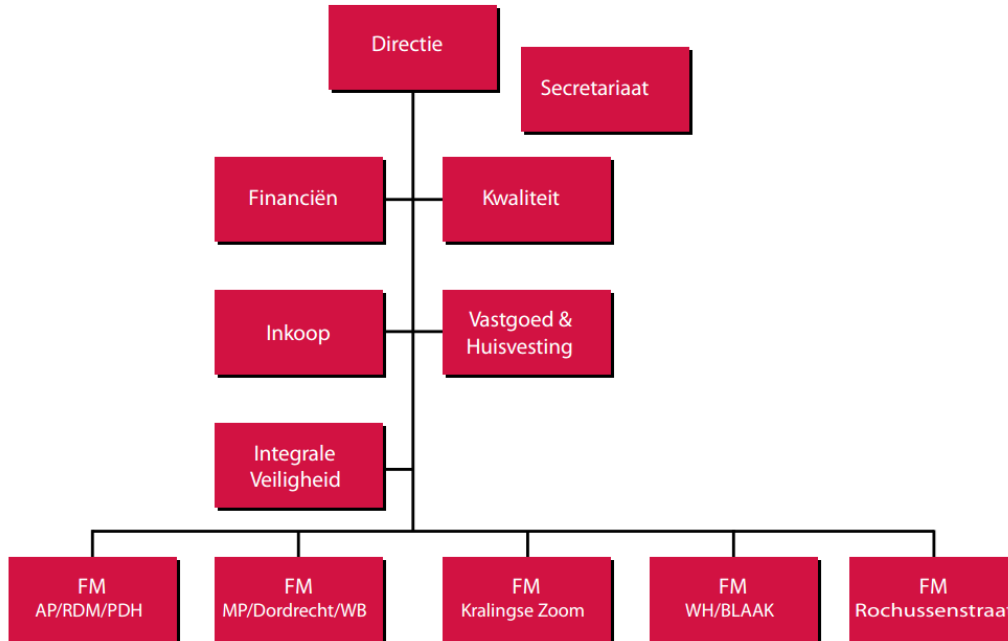 Directie
Secretariaat
Financiën
Kwaliteit
Inkoop
Vastgoed &
Huisvesting
Integrale
Veiligheid
FM
AP/RDM/PDH
FM
MP/Dordrecht/WB
FM
Kralingse Zoom
FM
WH/BLAAK
FM
Rochussenstraat